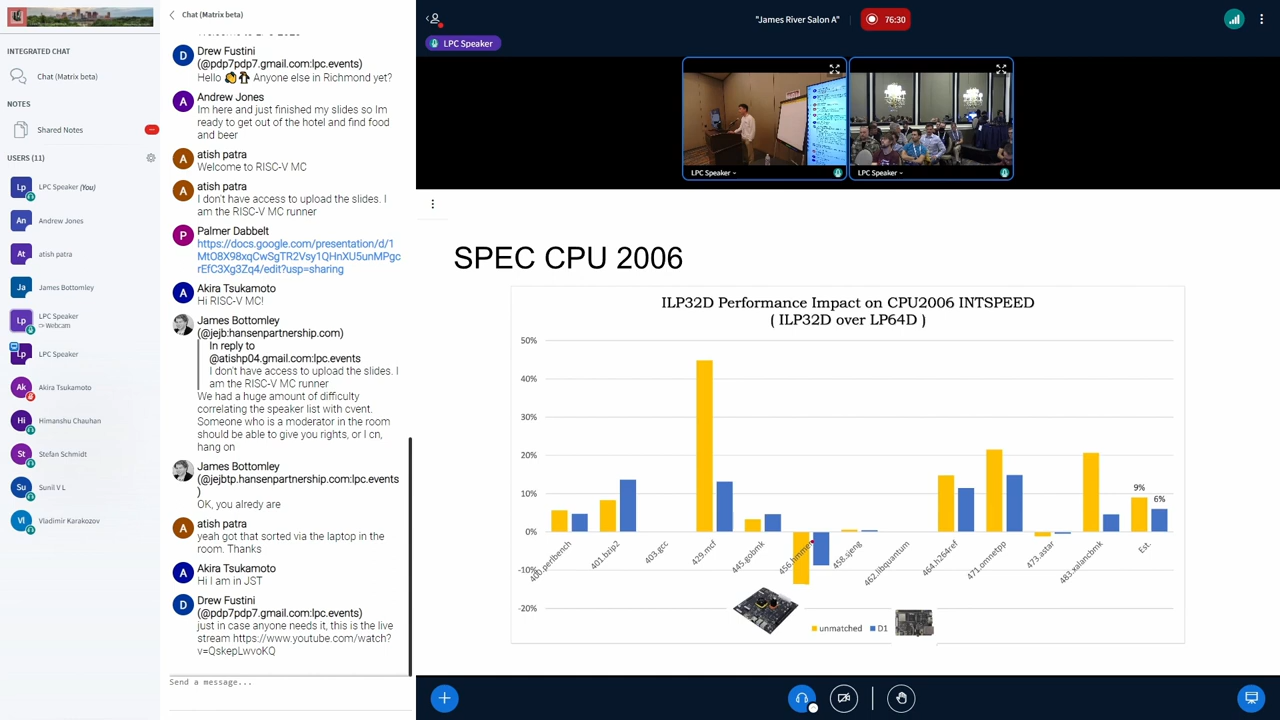 INTEGRATED CHAT
Chat (Matrix beta)
NOTES
Shared Notes
USERS (11)
Lp LPC Speaker (You)
An Andrew Jones
At atish patra
Ja James Bottomley
Lp LPC Speaker
Webcam
Lp LPC Speaker
Ak Akira Tsukamoto
Hi Himanshu Chauhan
St Stefan Schmidt
Su Sunil V L
Vl Vladimir Karakozov
Chat (Matrix beta)
D Drew Fustini
(@pdp7pdp7.gmail.com:lpc.events)
Hello Anyone else in Richmond yet?
A Andrew Jones
Im here and just finished my slides so Im
ready to get out of the hotel and find food
and beer
A atish patra
Welcome to RISC-V MC
A atish patra
I don't have access to upload the slides. I
am the RISC-V MC runner
P Palmer Dabbelt
https://docs.google.com/presentation/d/1
MtO8X98xqCwSgTR2Vsy1QHnXU5unMPgc
rEfC3Xg3Zq4/edit?usp=sharing
A Akira Tsukamoto
Hi RISC-V MC!
James Bottomley
(@jejb:hansenpartnership.com)
In reply to
@atishp04.gmail.com:lpc.events
I don't have access to upload the slides. I
am the RISC-V MC runner
We had a huge amount of difficulty
correlating the speaker list with cvent.
Someone who is a moderator in the room
should be able to give you rights, or I cn,
hang on
James Bottomley
(@jejbtp.hansenpartnership.com:lpc.events
)
OK, you alredy are
A atish patra
yeah got that sorted via the laptop in the
room. Thanks
A Akira Tsukamoto
Hi I am in JST
D Drew Fustini
(@pdp7pdp7.gmail.com:lpc.events)
just in case anyone needs it, this is the live
stream https://www.youtube.com/watch?
v=QskepLwvoKQ
Send a message...
"James River Salon A"
76:30
LPC Speaker
LPC Speaker
LPC Speaker
SPEC CPU 2006
ILP32D Performance Impact on CPU2006 INTSPEED
( ILP32D over LP64D )
50%
40%
30%
20%
10%
0%
-10%
-20%
9%
6%
400.perlbench
401.bzip2
403.gcc
429.mcf
445.gobmk
456.hmmer
458.sjeng
462.libquantum
464.h264ref
471.omnetpp
473.astar
483.xalancbmk
Est.
unmatched
D1